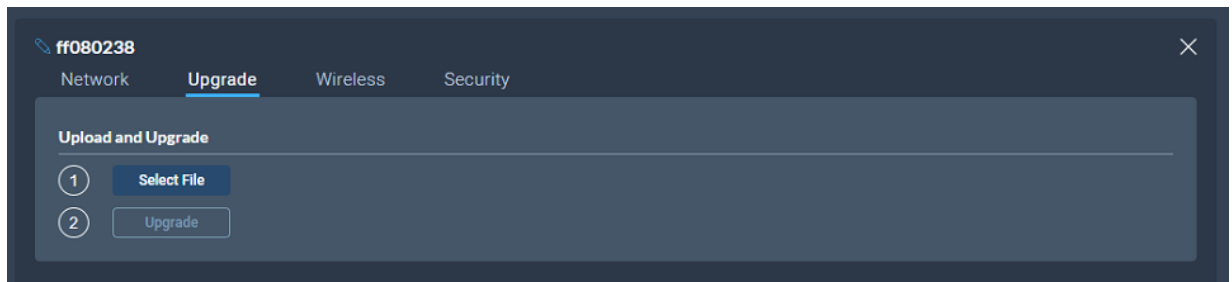 ff080238
Network Upgrade Wireless Security
Upload and Upgrade
1 Select File
2 Upgrade